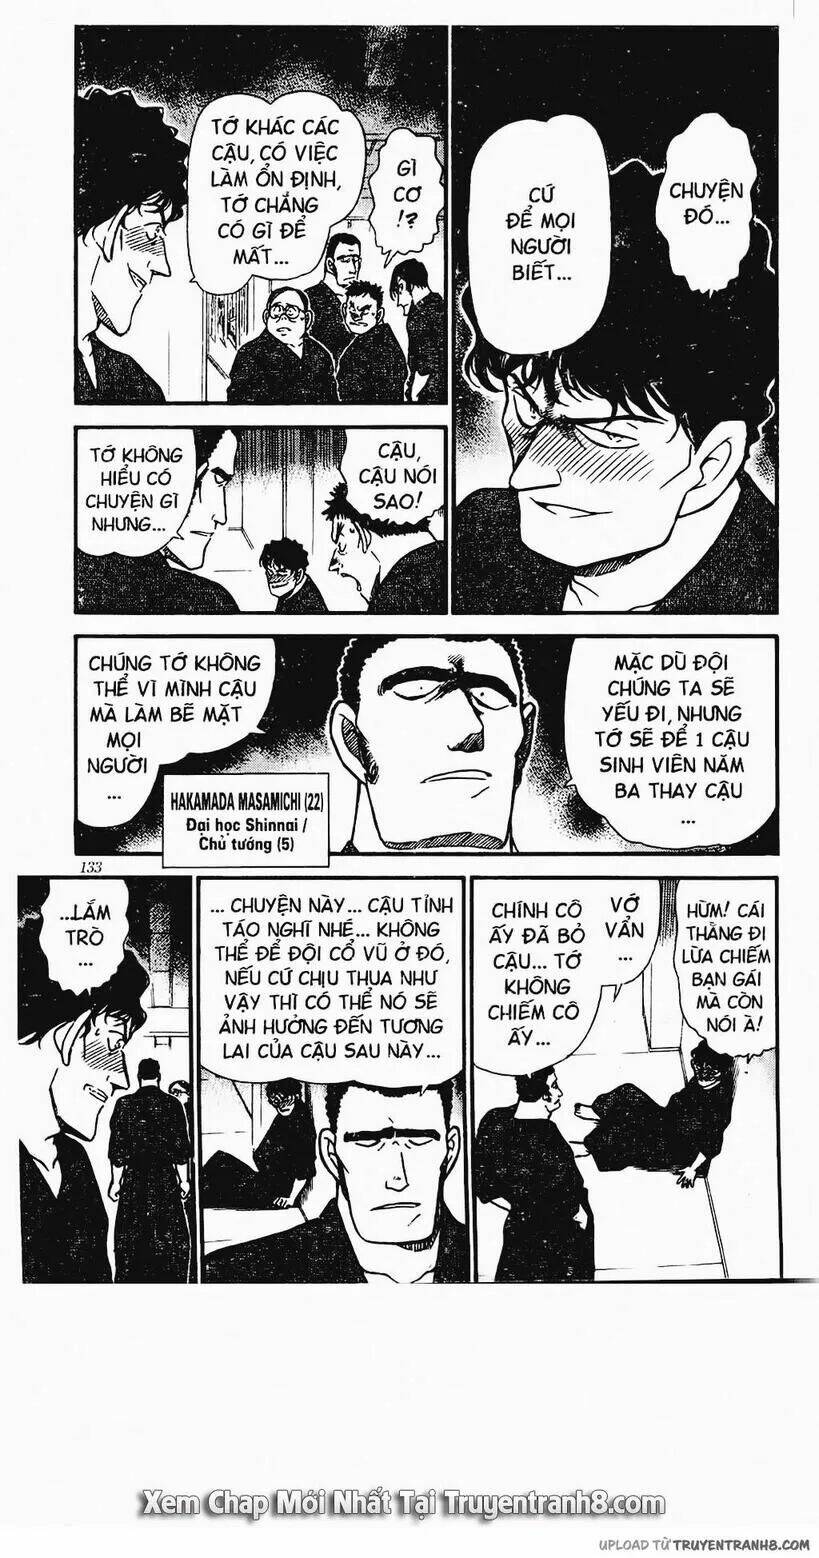 CHUYỆN
ĐÓ...
CỨ
ĐỂ MỌI
NGƯỜI
BIẾT...
GÌ
CƠ
!?
TỚ KHÁC CÁC
CẬU, CÓ VIỆC
LÀM ỔN ĐỊNH,
TỚ CHẲNG
CÓ GÌ ĐỂ
MẤT...
CẬU,
CẬU NÓI
SAO!
TỚ KHÔNG
HIỂU CÓ
CHUYỆN GÌ
NHƯNG...
MẶC DÙ ĐỘI
CHÚNG TA SẼ
YẾU ĐI, NHƯNG
TỚ SẼ ĐỂ 1 CẬU
SINH VIÊN NĂM
BA THAY CẬU
...
CHÚNG TỚ KHÔNG
THỂ VÌ MÌNH CẬU
MÀ LÀM BẼ MẶT
MỌI
NGƯỜI
...
HAKAMADA MASAMICHI (22)
Đại học Shinnai /
Chủ tướng (5)
133
HỪM! CÁI
THẰNG ĐI
LỪA CHIẾM
BẠN GÁI
MÀ CÒN
NÓI À!
VỚ
VẨN
...
CHÍNH CÔ
ẤY ĐÃ BỎ
CẬU... TỚ
KHÔNG
CHIẾM CÔ
ẤY...
... CHUYỆN NÀY... CẬU TỈNH
TÁO NGHĨ NHÉ... KHÔNG
THỂ ĐỂ ĐỘI CỔ VŨ Ở ĐÓ,
NẾU CỨ CHỊU THUA NHƯ
VẬY THÌ CÓ THỂ NÓ SẼ
ẢNH HƯỞNG ĐẾN TƯƠNG
LAI CỦA CẬU SAU NÀY...
...LẮM
TRÒ
...
Xem Chap Mới Nhất Tại Truyentranh8.com
UPLOAD TỪ TRUYENTRANH8.COM